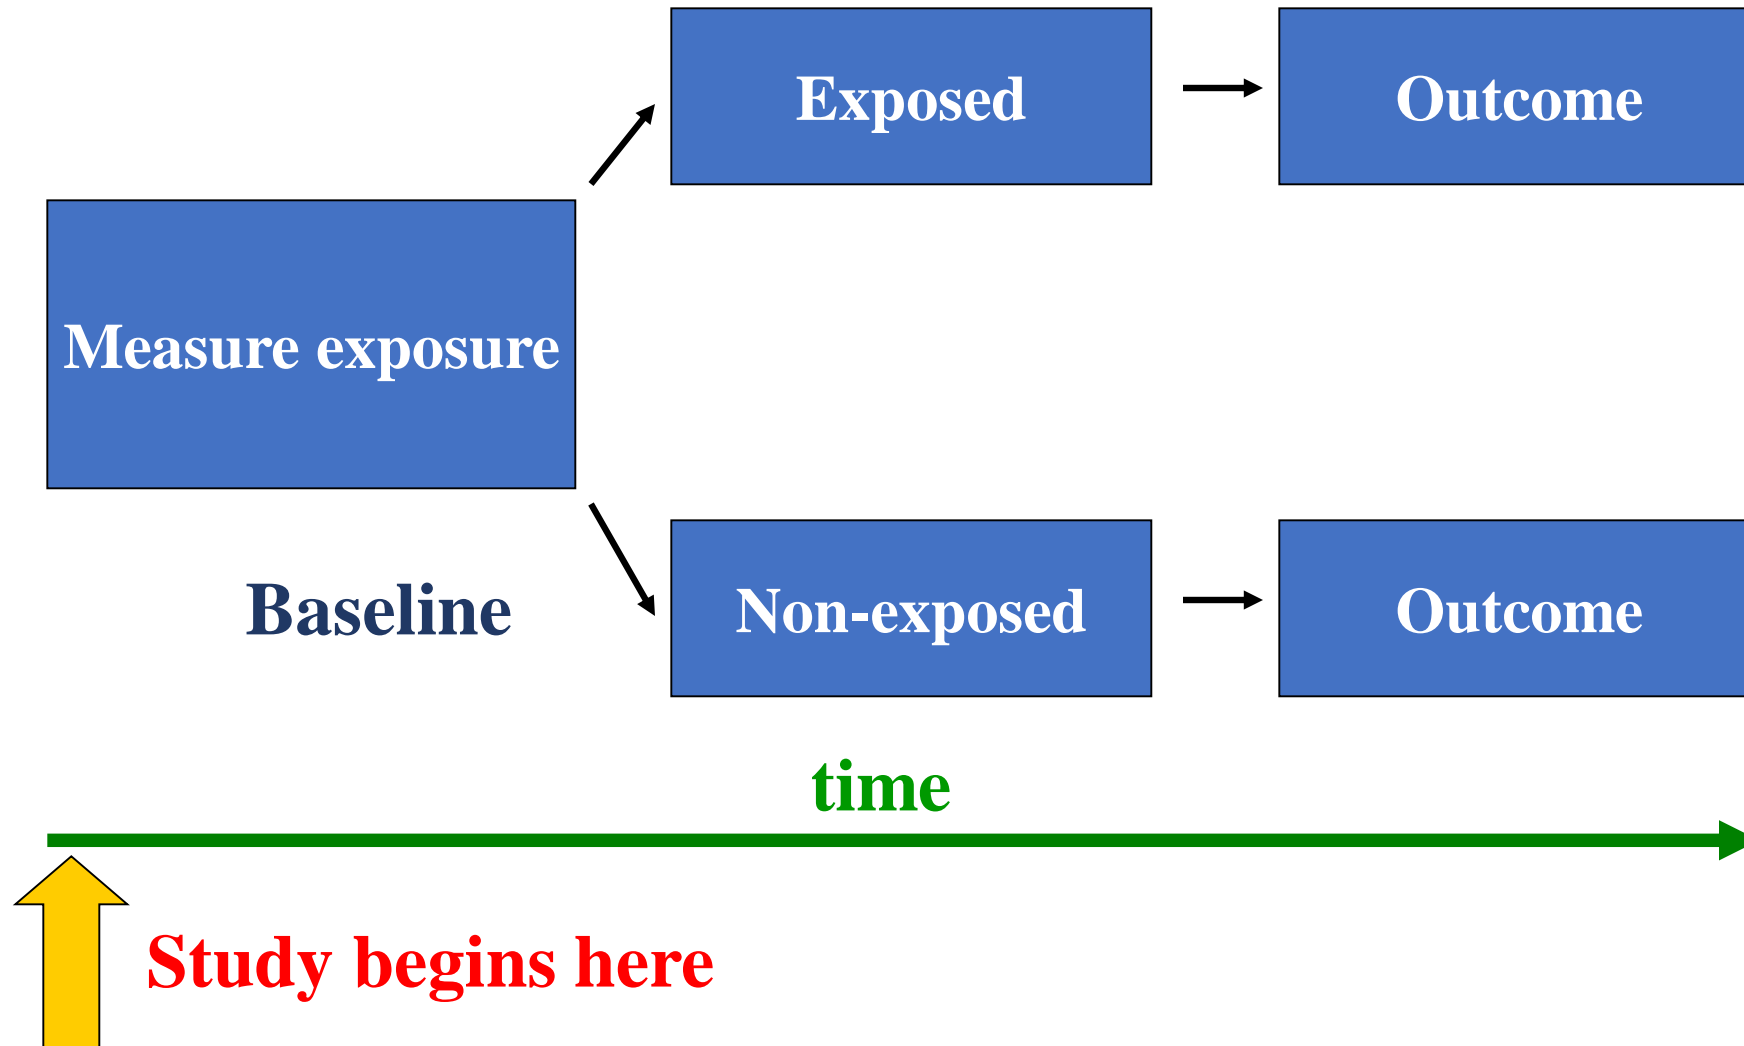 Exposed
Outcome
Measure exposure
Baseline
Non-exposed
Outcome
time
Study begins here